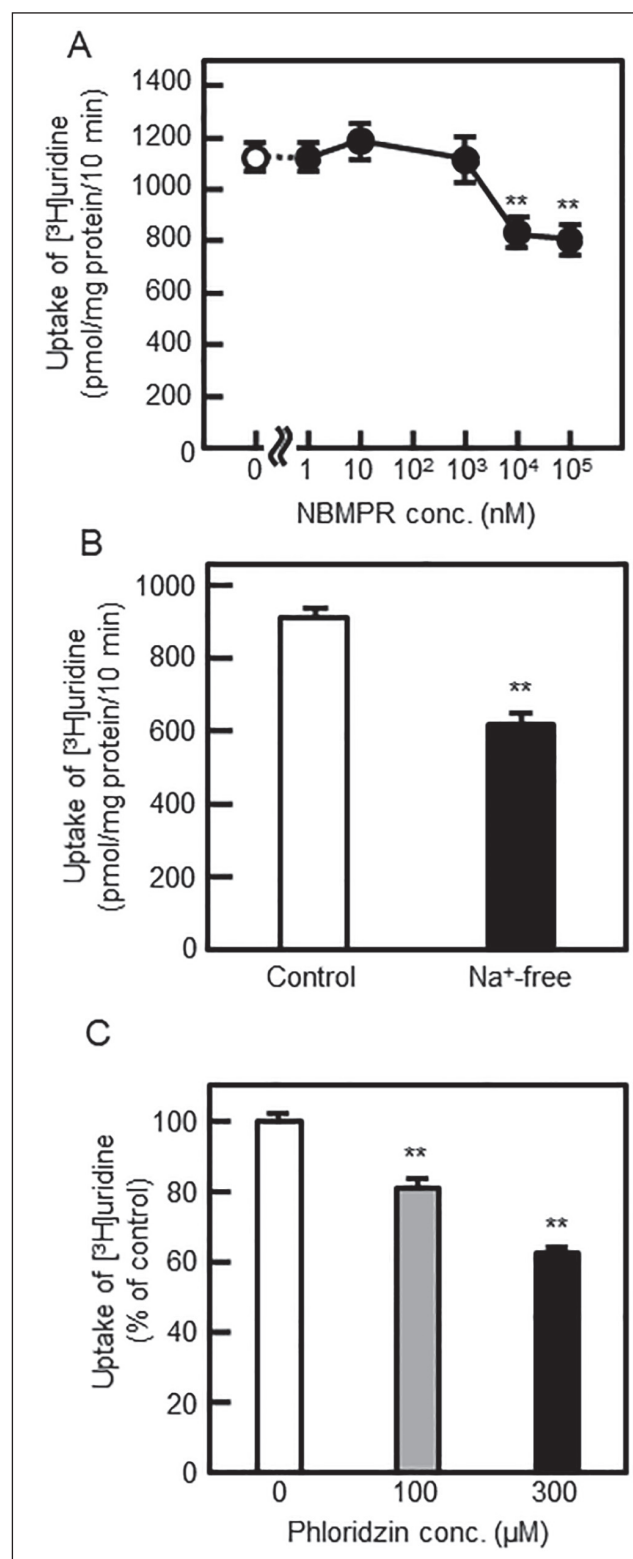 A
Uptake of [³H]uridine
(pmol/mg protein/10 min)
1400
1200
1000
800
600
400
200
0
** **
0 1 10 10² 10³ 10⁴ 10⁵
NBMPR conc. (nM)
B
Uptake of [³H]uridine
(pmol/mg protein/10 min)
1000
800
600
400
200
0
**
Control Na⁺-free
C
Uptake of [³H]uridine
(% of control)
100
80
60
40
20
0
**
**
0 100 300
Phloridzin conc. (µM)